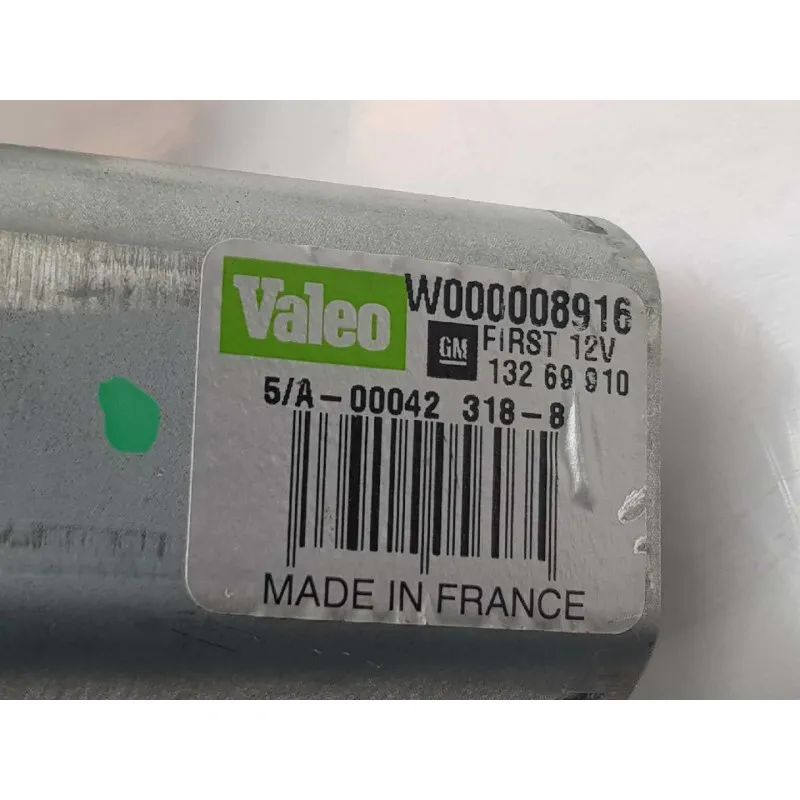 Valeo W000008916
GM FIRST 12V
132 69 910
5/A-00042 318-8
MADE IN FRANCE